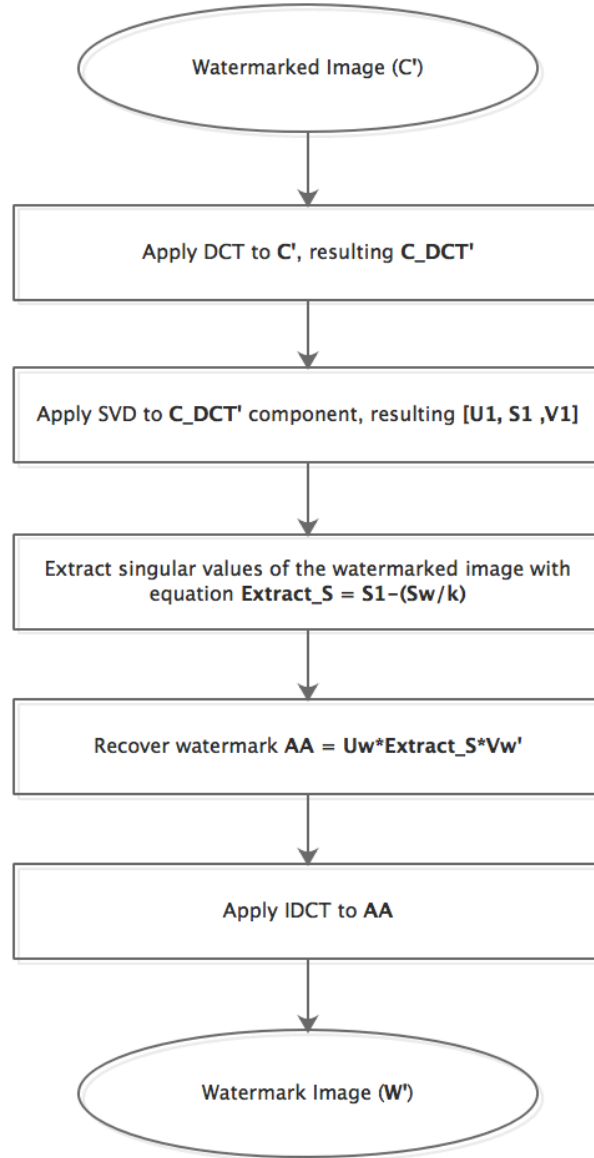 Watermarked Image (C')
Apply DCT to C', resulting C_DCT'
Apply SVD to C_DCT' component, resulting [U1, S1 ,V1]
Extract singular values of the watermarked image with
equation Extract_S = S1-(Sw/k)
Recover watermark AA = Uw*Extract_S*Vw'
Apply IDCT to AA
Watermark Image (W')